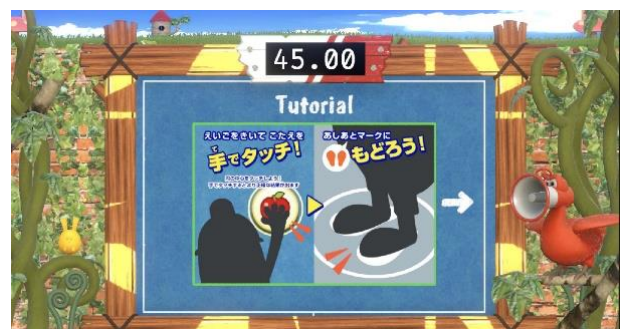 45.00
Tutorial
えいごをきいて こたえを
手でタッチ!
あしあとマークに
もどろう!